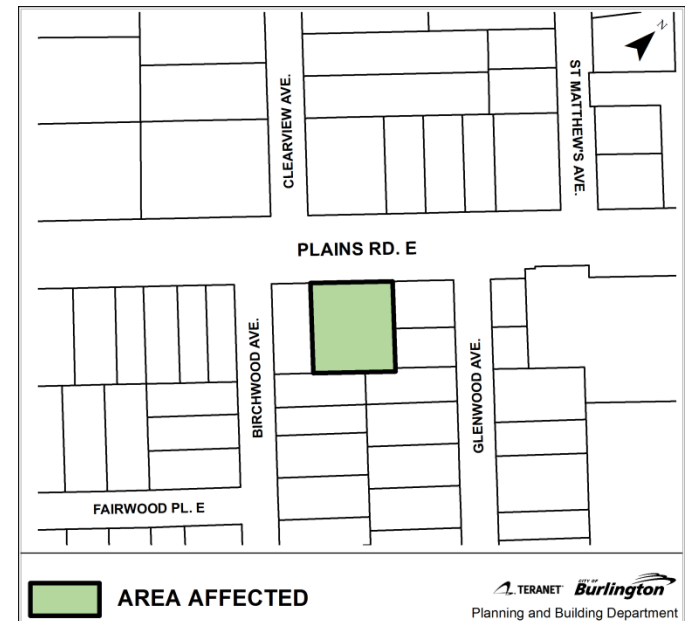 N
CLEARVIEW AVE.
ST MATTHEW'S AVE.
PLAINS RD. E
BIRCHWOOD AVE.
GLENWOOD AVE.
FAIRWOOD PL. E
AREA AFFECTED
TERANET
CITY OF
Burlington
Planning and Building Department